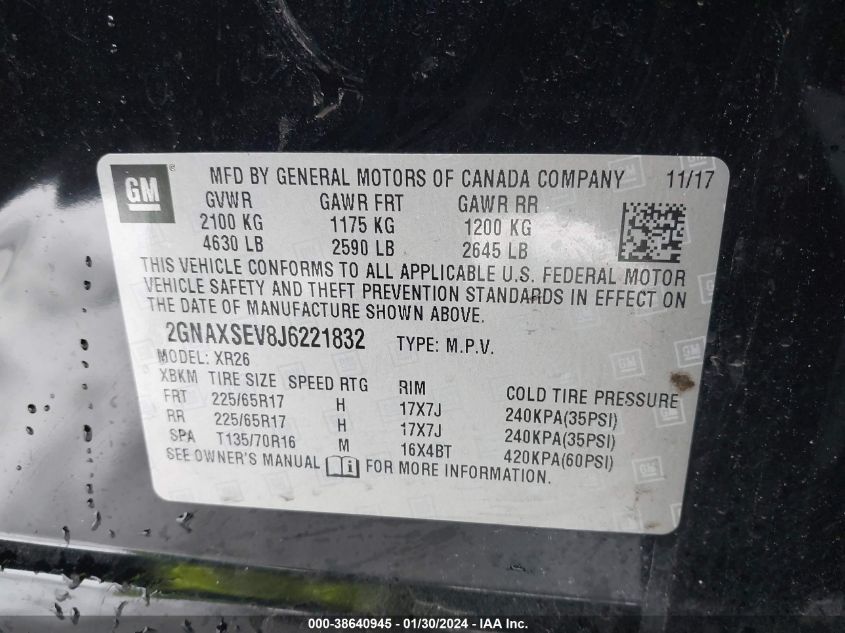 GM ®
MFD BY GENERAL MOTORS OF CANADA COMPANY 11/17
GVWR GAWR FRT GAWR RR
2100 KG 1175 KG 1200 KG
4630 LB 2590 LB 2645 LB
THIS VEHICLE CONFORMS TO ALL APPLICABLE U.S. FEDERAL MOTOR
VEHICLE SAFETY AND THEFT PREVENTION STANDARDS IN EFFECT ON
THE DATE OF MANUFACTURE SHOWN ABOVE.
2GNAXSEV8J6221832 TYPE: M.P.V.
MODEL: XR26
XBKM TIRE SIZE SPEED RTG RIM COLD TIRE PRESSURE
FRT 225/65R17 H 17X7J 240KPA(35PSI)
RR 225/65R17 H 17X7J 240KPA(35PSI)
SPA T135/70R16 M 16X4BT 420KPA(60PSI)
SEE OWNER'S MANUAL FOR MORE INFORMATION.
000-38640945 - 01/30/2024 - IAA Inc.